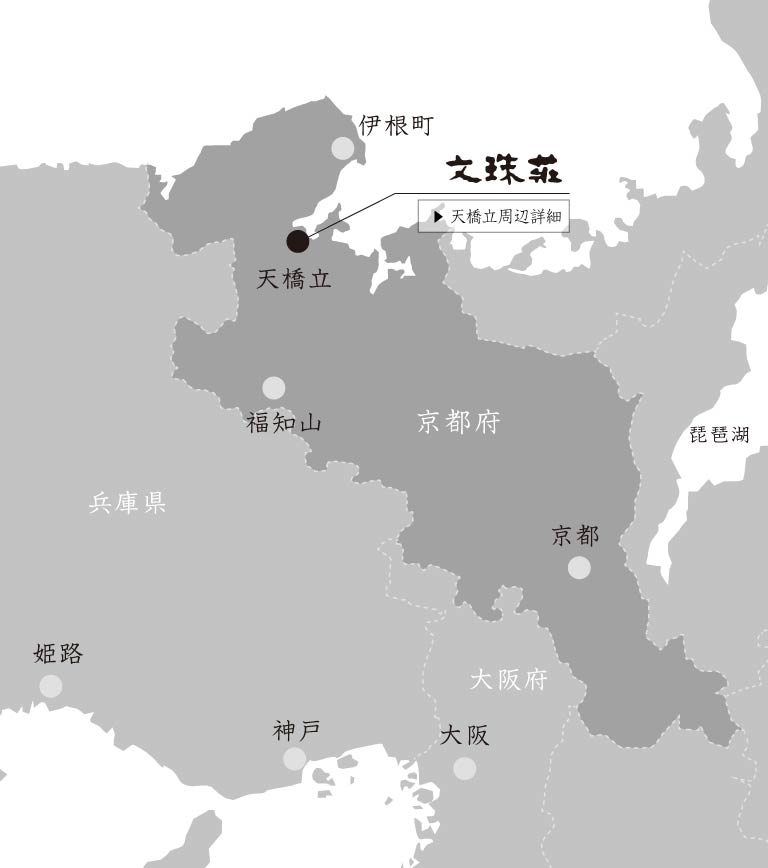 伊根町
文珠荘
▶ 天橋立周辺詳細
天橋立
福知山
京都府
琵琶湖
兵庫県
京都
姫路
大阪府
神戸
大阪